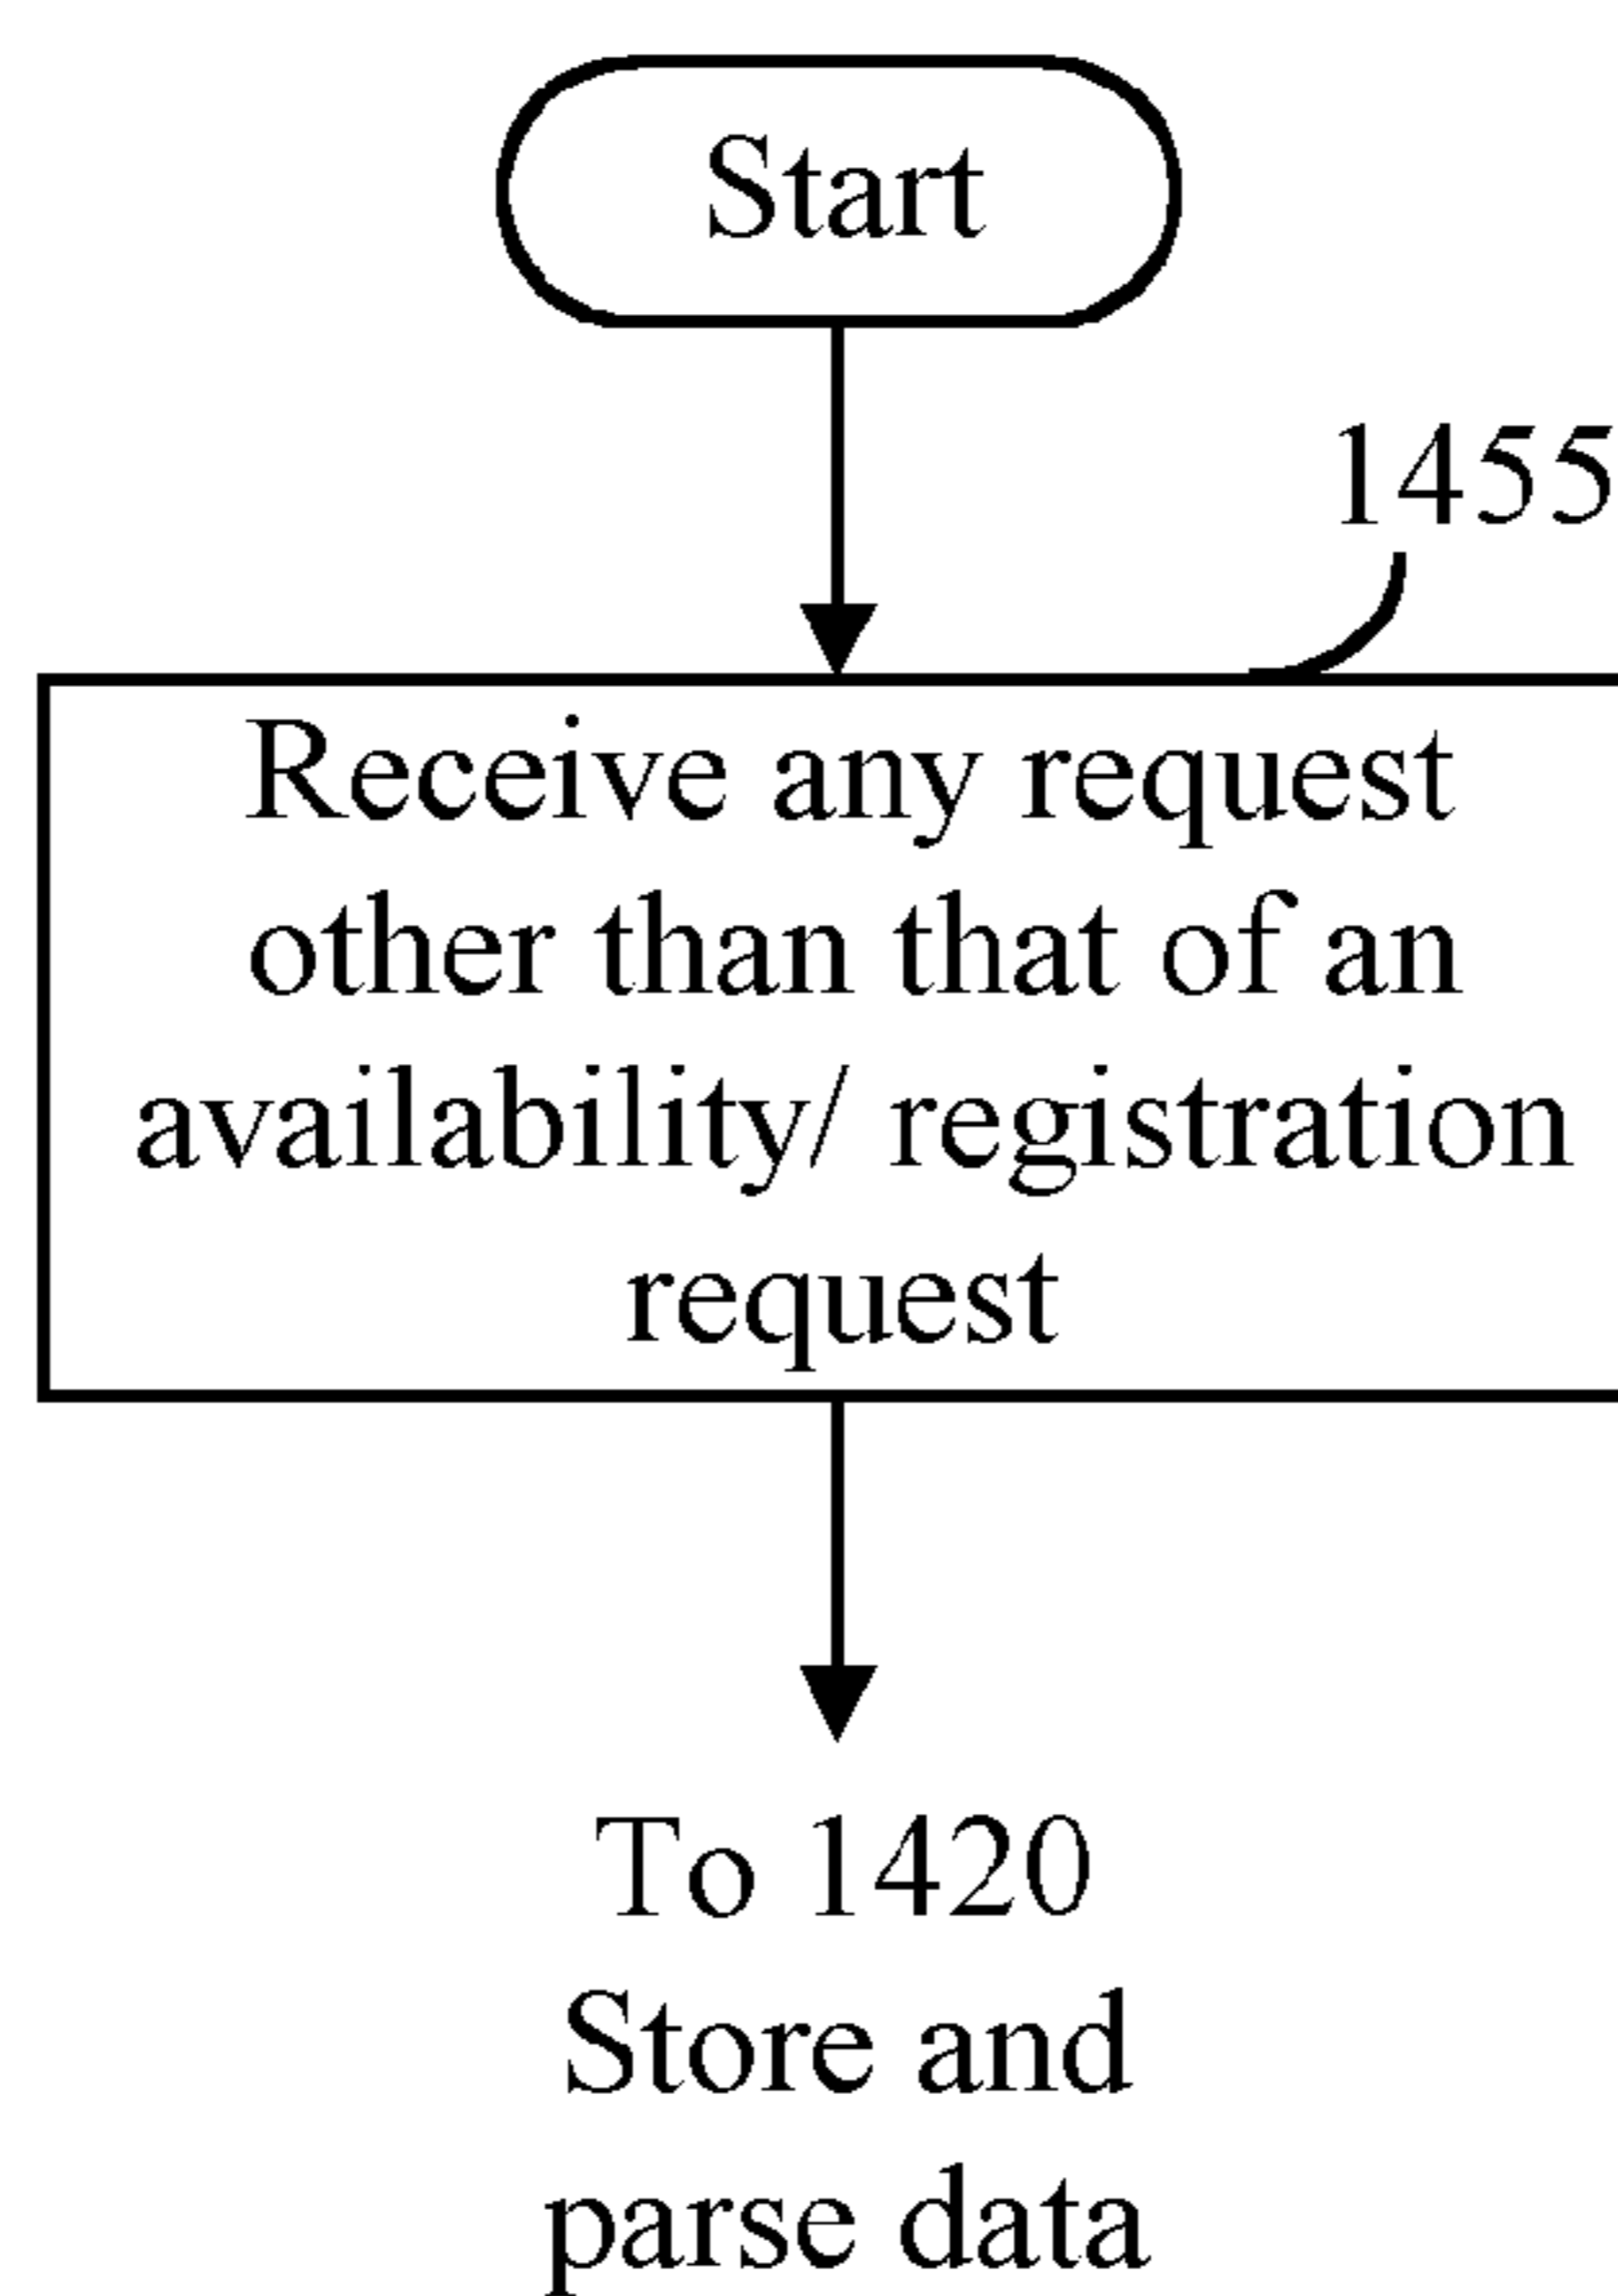 Start
1455
Receive any request
other than that of an
availability/ registration
request
To 1420
Store and
parse data